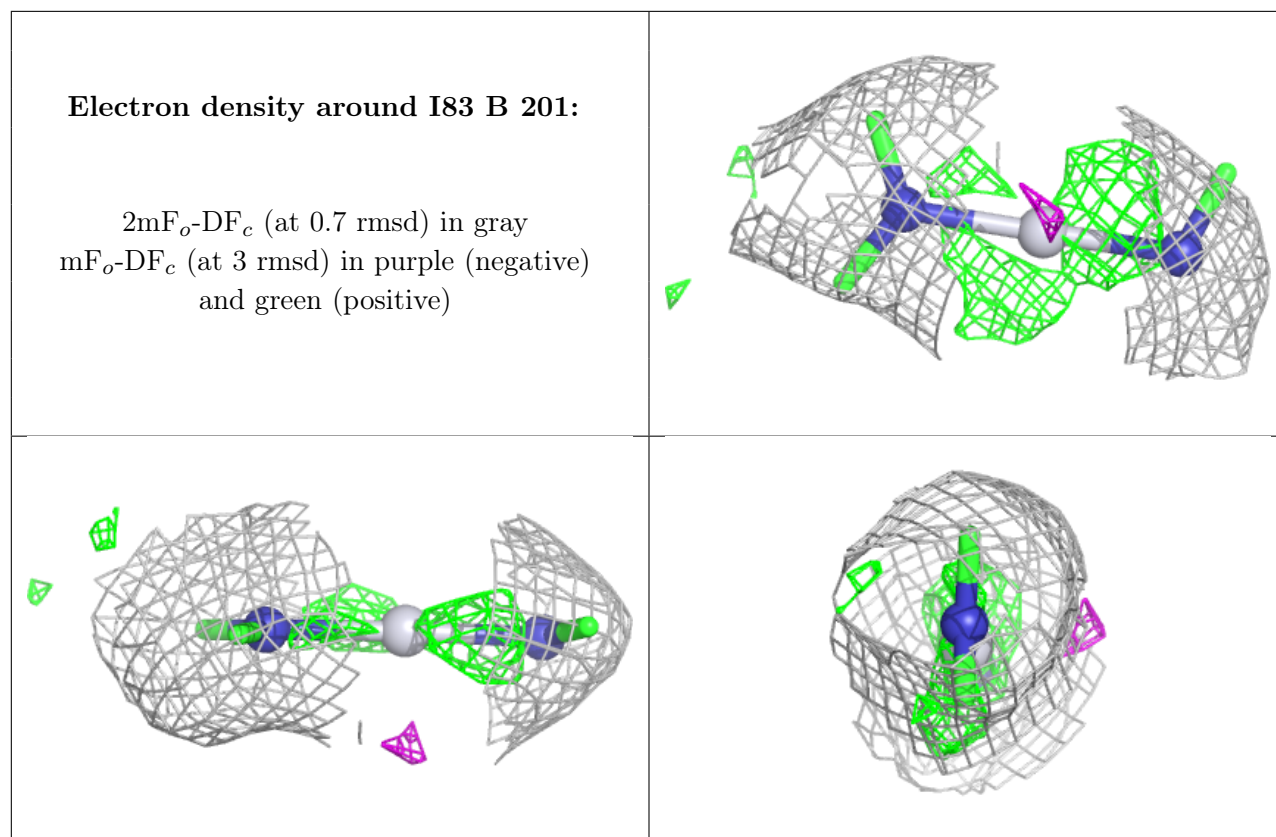 Electron density around I83 B 201:
2mFₒ-DF𝒸 (at 0.7 rmsd) in gray
mFₒ-DF𝒸 (at 3 rmsd) in purple (negative)
and green (positive)